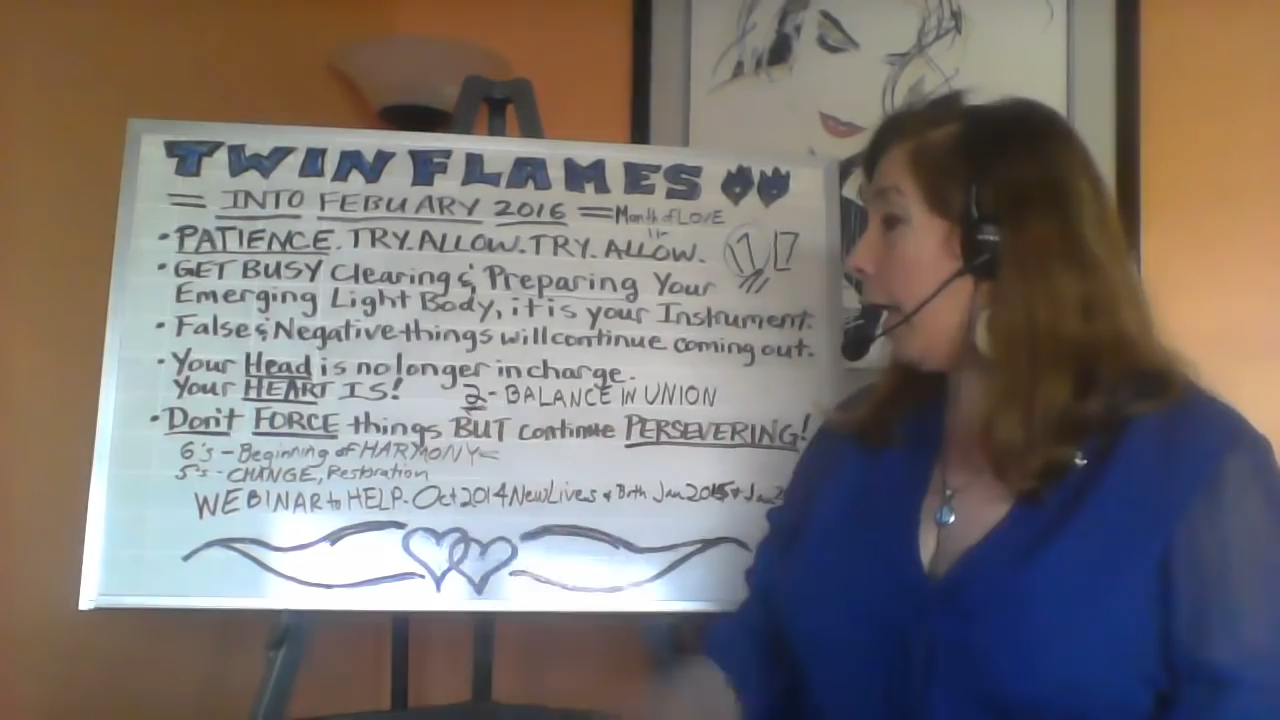 TWIN FLAMES
= INTO FEBUARY 2016 = Month of LOVE
• PATIENCE. TRY. ALLOW. TRY. ALLOW. 17
• GET BUSY Clearing & Preparing Your
Emerging Light Body, it is your Instrument.
• False & Negative things will continue coming out.
• Your Head is no longer in charge.
Your HEART IS! 2 - BALANCE IN UNION
• Don't FORCE things BUT continue PERSEVERING!
6's - Beginning of HARMONY
5's - CHANGE, Restoration
WEBINAR to HELP - Oct 2014 New Lives & Both Jan 2015 & Jan